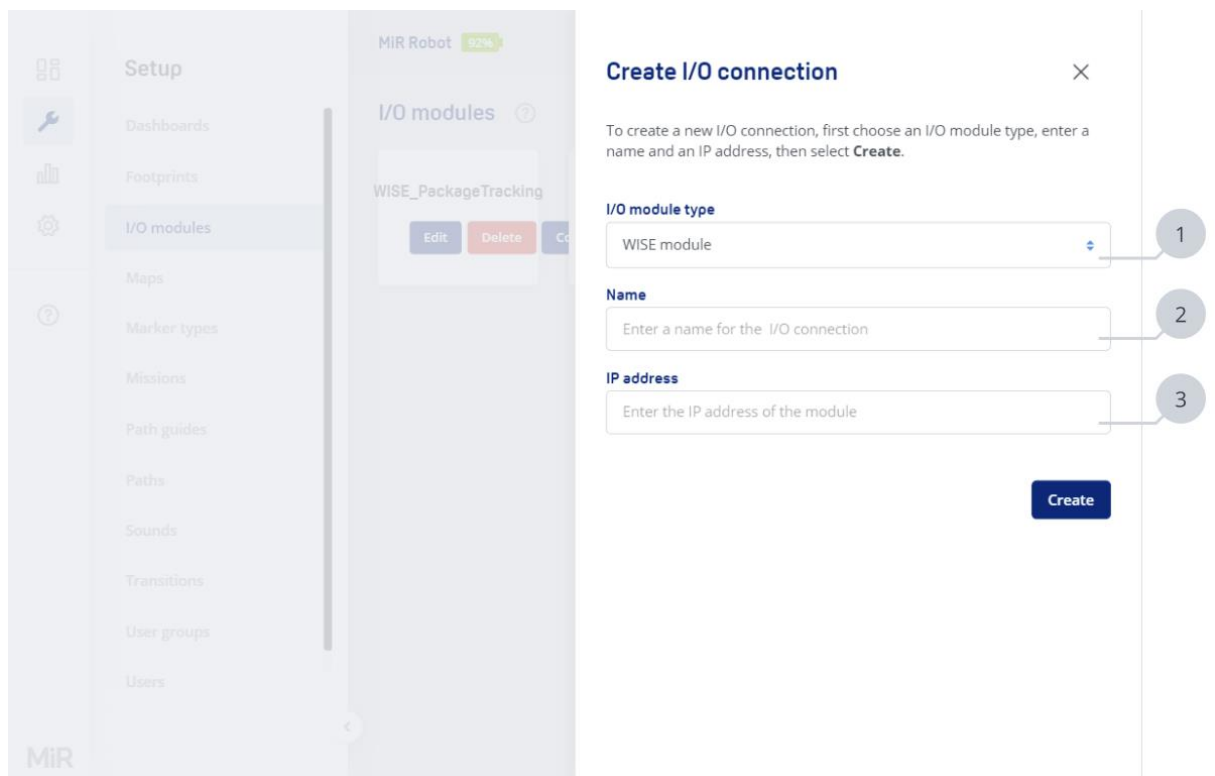 MiR Robot 92%
Setup
Dashboards
Footprints
I/O modules
Maps
Marker types
Missions
Path guides
Paths
Sounds
Transitions
User groups
Users
MiR
I/O modules ?
WISE_PackageTracking
Edit Delete Co
Create I/O connection
To create a new I/O connection, first choose an I/O module type, enter a
name and an IP address, then select Create.
I/O module type
WISE module
1
Name
Enter a name for the I/O connection
2
IP address
Enter the IP address of the module
3
Create